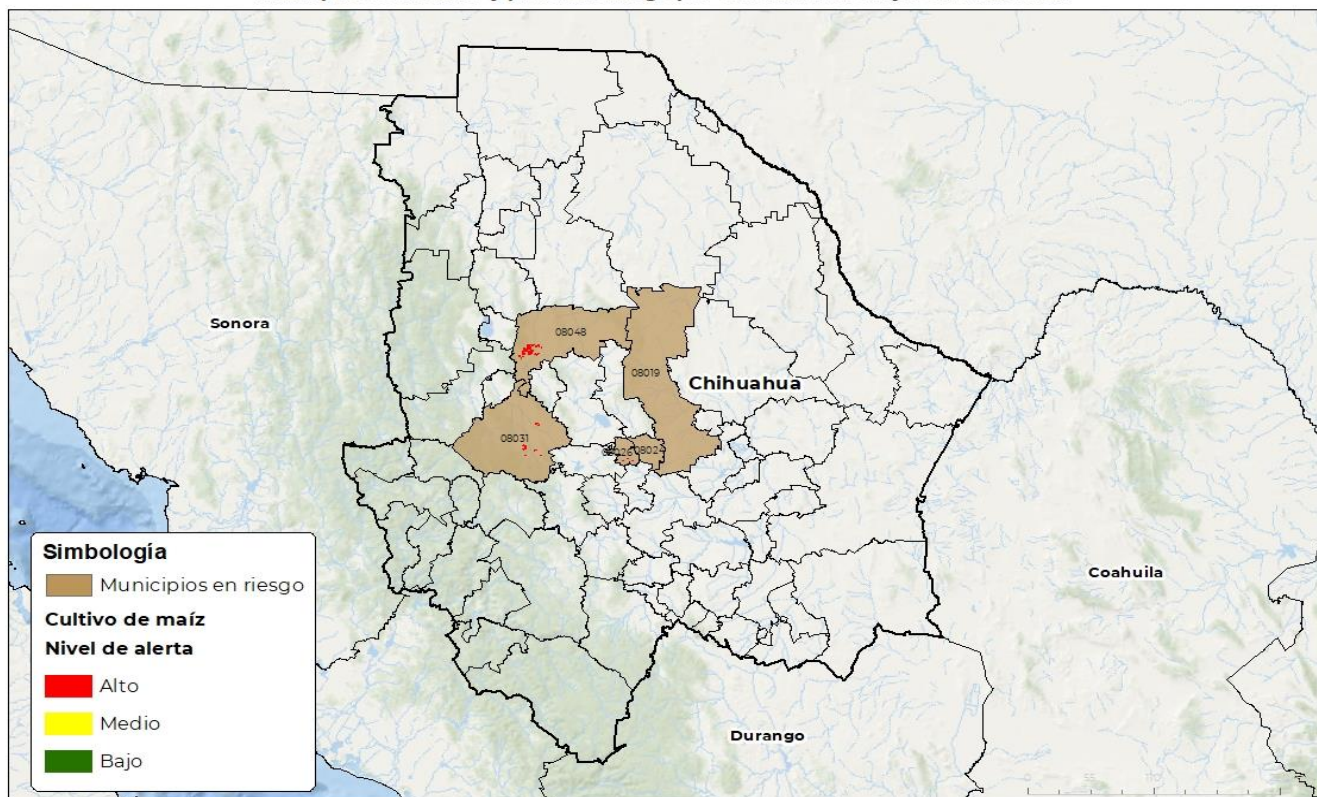 08048
Sonora
08019
Chihuahua
08031
08024
Simbología
Municipios en riesgo
Cultivo de maíz
Nivel de alerta
Alto
Medio
Bajo
Coahuila
Durango